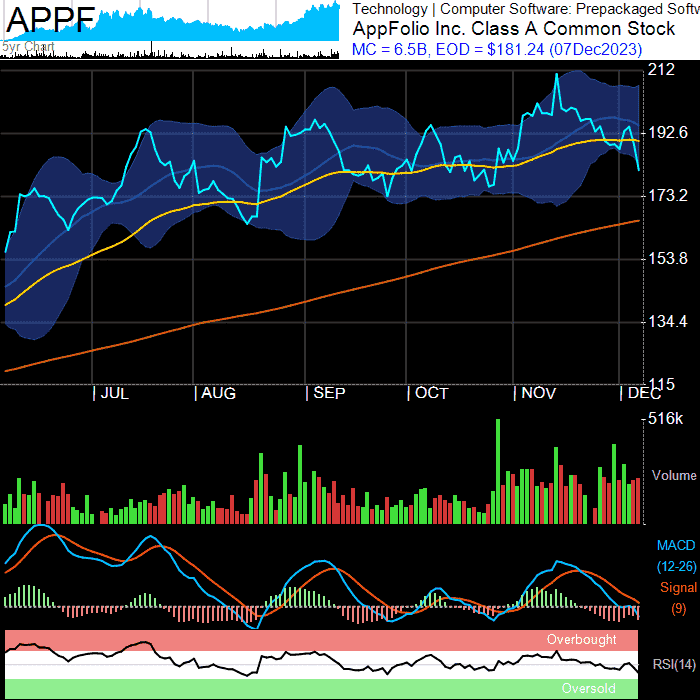 APPF
5yr Chart
Technology | Computer Software: Prepackaged Softw
AppFolio Inc. Class A Common Stock
MC = 6.5B, EOD = $181.24 (07Dec2023)
212
192.6
173.2
153.8
134.4
115
| JUL | AUG | SEP | OCT | NOV | DEC
516k
Volume
MACD
(12-26)
Signal
(9)
Overbought
RSI(14)
Oversold